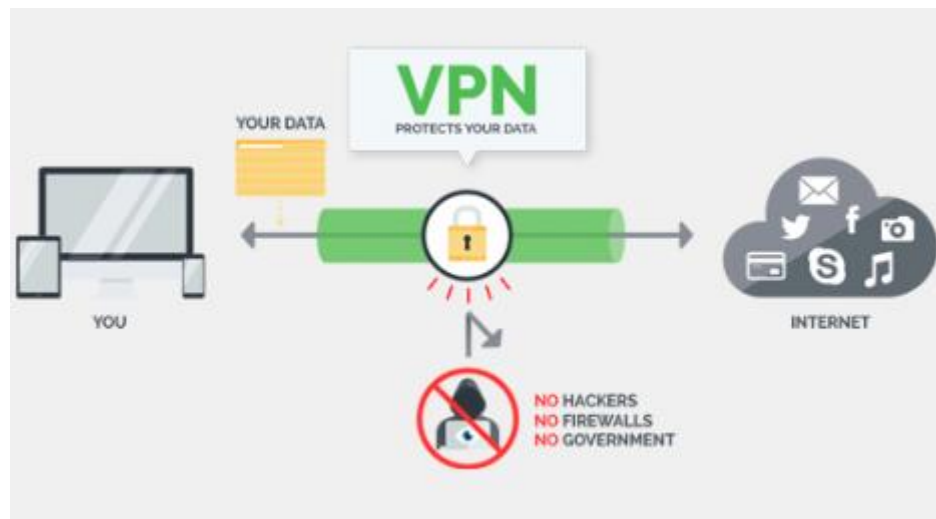 VPN
PROTECTS YOUR DATA
YOUR DATA
YOU
INTERNET
NO HACKERS
NO FIREWALLS
NO GOVERNMENT